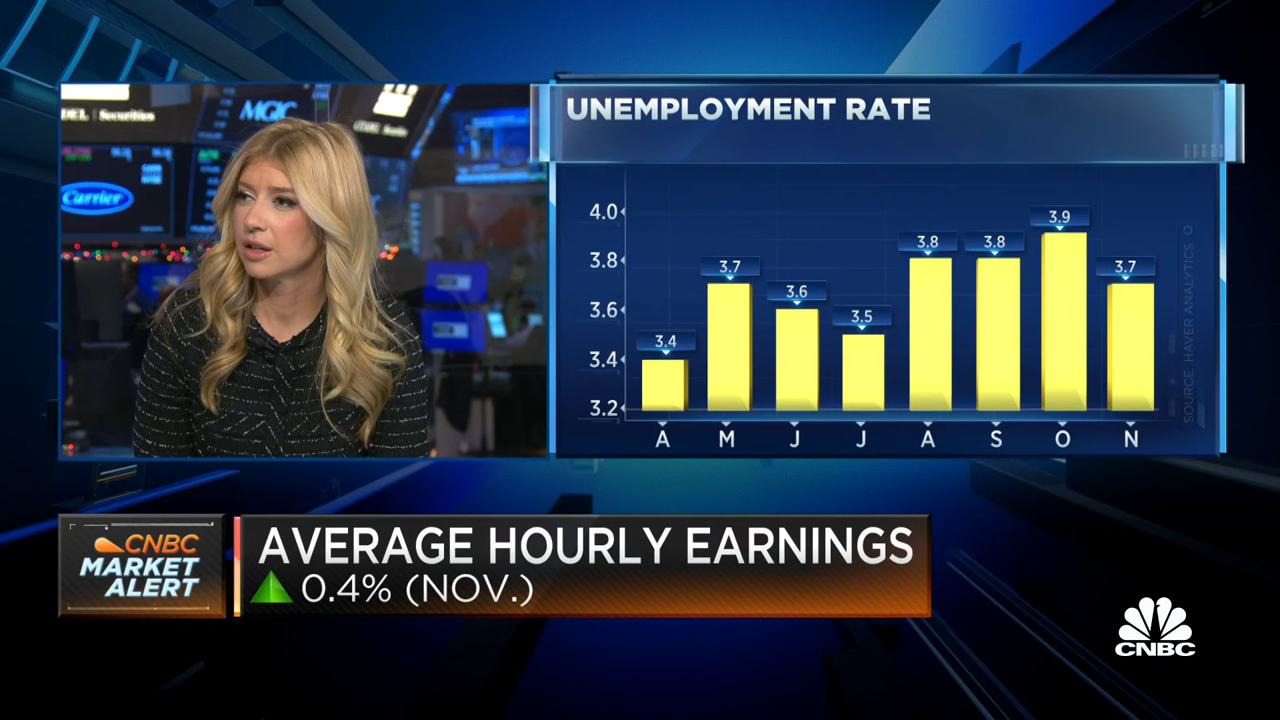 MGIC
Securities
Carrier
UNEMPLOYMENT RATE
4.0
3.8
3.6
3.4
3.2
3.4
3.7
3.6
3.5
3.8
3.8
3.9
3.7
A M J J A S O N
SOURCE: HAVER ANALYTICS
CNBC
MARKET
ALERT
AVERAGE HOURLY EARNINGS
0.4% (NOV.)
CNBC